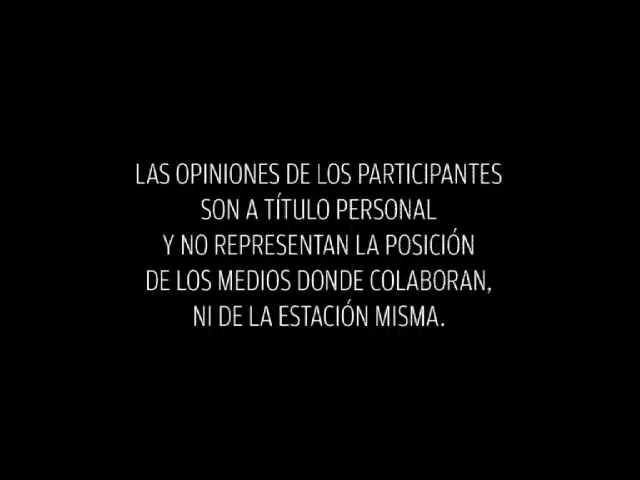 LAS OPINIONES DE LOS PARTICIPANTES
SON A TÍTULO PERSONAL
Y NO REPRESENTAN LA POSICIÓN
DE LOS MEDIOS DONDE COLABORAN,
NI DE LA ESTACIÓN MISMA.